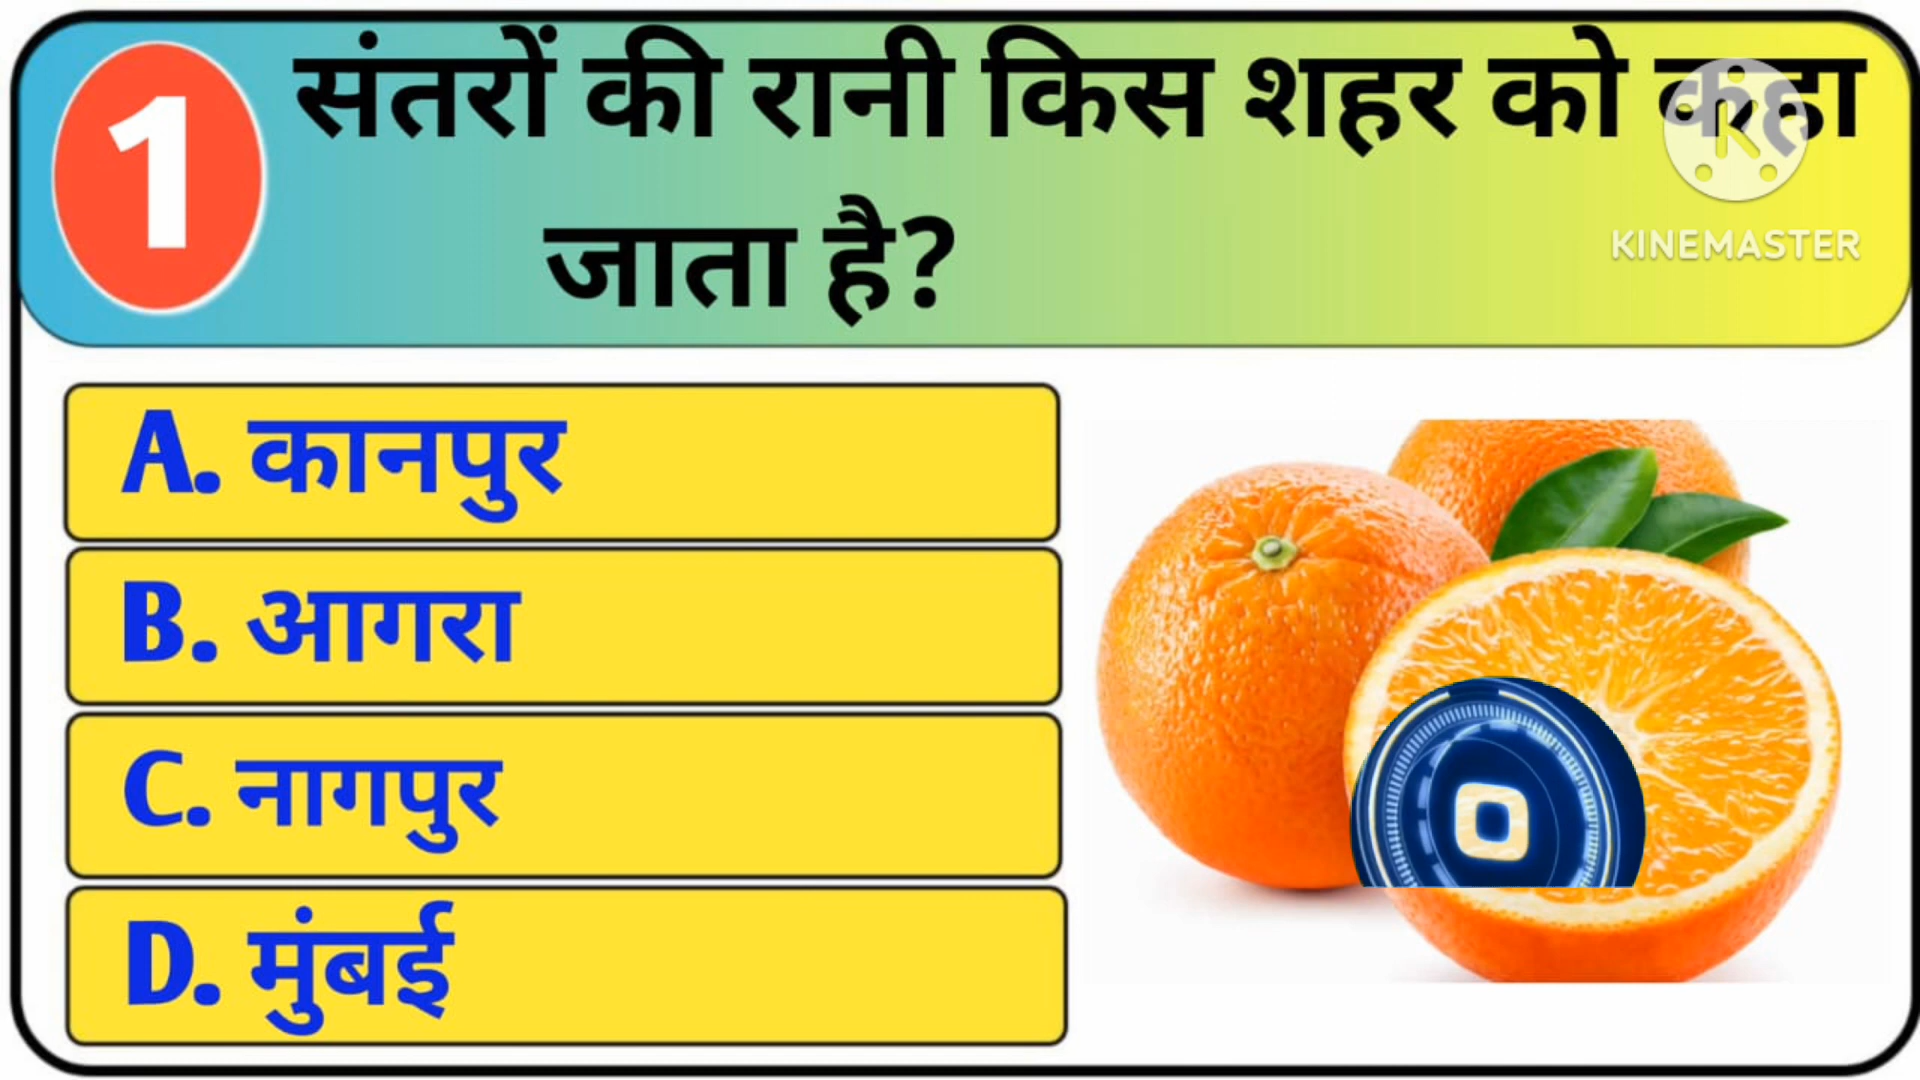 1
संतरों की रानी किस शहर को कहा
जाता है?
KINEMASTER
A. कानपुर
B. आगरा
C. नागपुर
D. मुंबई